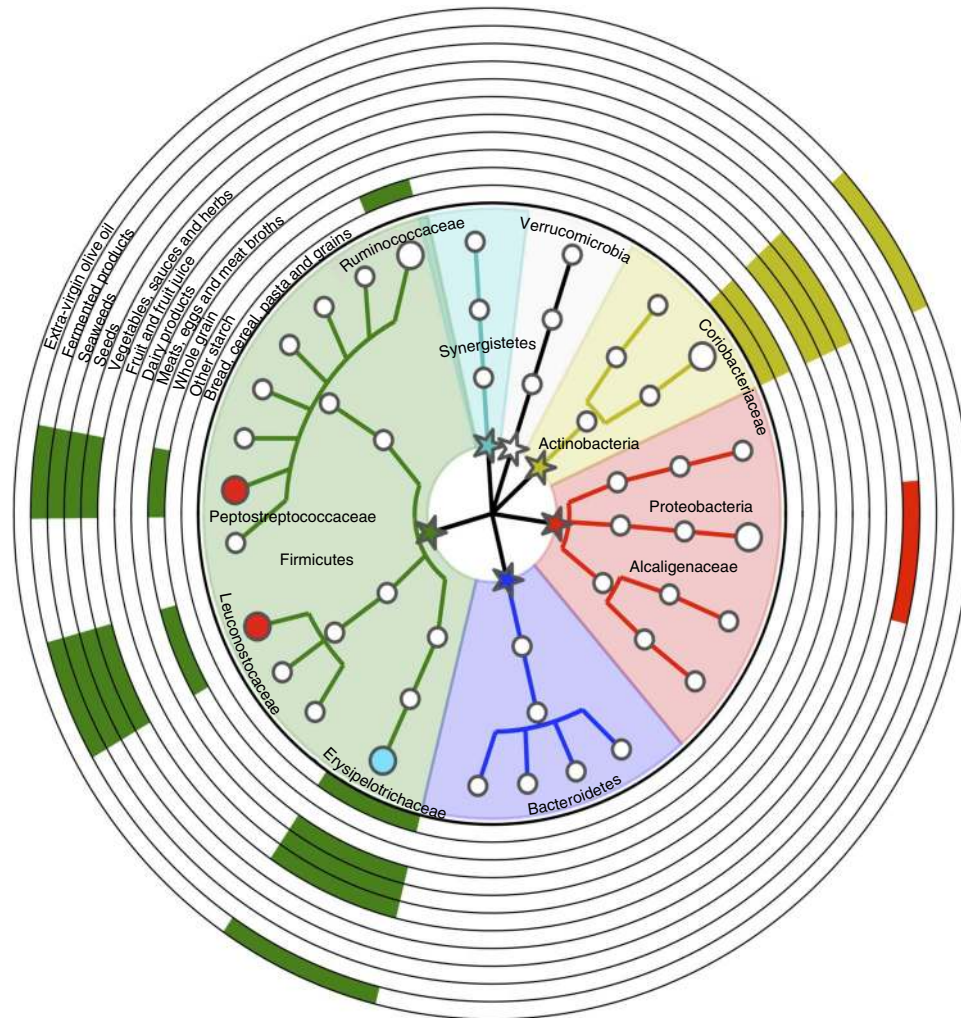 Extra-virgin olive oil
Fermented products
Seaweeds
Seeds
Vegetables, sauces and herbs
Fruit and fruit juice
Dairy products
Meats, eggs and meat broths
Whole grain
Other starch
Bread, cereal, pasta and grains
Ruminococcaceae
Verrucomicrobia
Synergistetes
Coriobacteriaceae
Actinobacteria
Peptostreptococcaceae
Proteobacteria
Firmicutes
Alcaligenaceae
Leuconostocaceae
Erysipelotrichaceae
Bacteroidetes